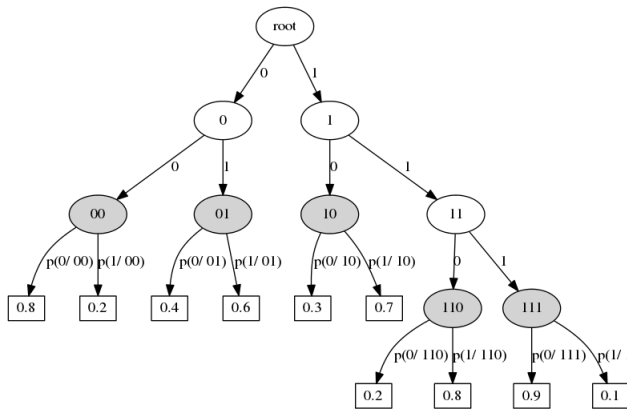 root
0 1
0 1
0 1 0 1
00 01 10 11
p(0/ 00) p(1/ 00) p(0/ 01) p(1/ 01) p(0/ 10) p(1/ 10) 0 1
0.8 0.2 0.4 0.6 0.3 0.7 110 111
p(0/ 110) p(1/ 110) p(0/ 111) p(1/
0.2 0.8 0.9 0.1